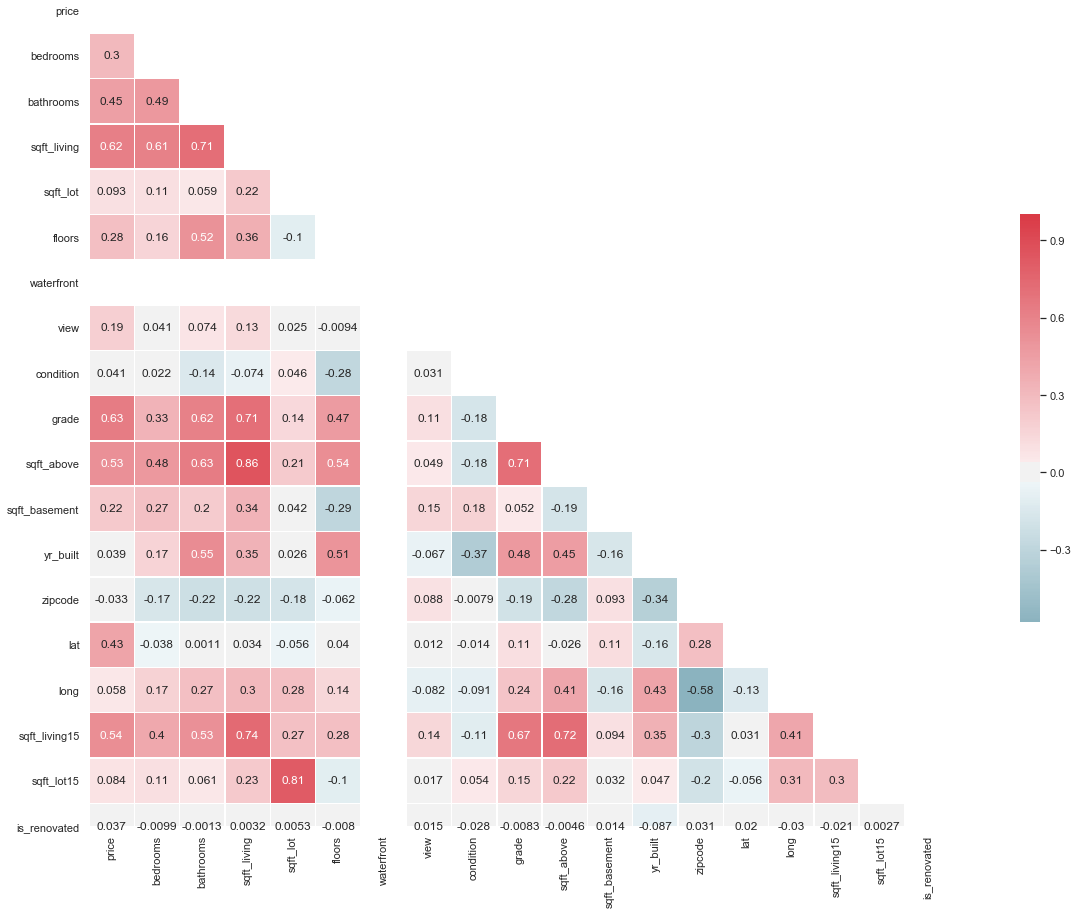 price
bedrooms 0.3
bathrooms 0.45 0.49
sqft_living 0.62 0.61 0.71
sqft_lot 0.093 0.11 0.059 0.22
floors 0.28 0.16 0.52 0.36 -0.1
waterfront
view 0.19 0.041 0.074 0.13 0.025 -0.0094
condition 0.041 0.022 -0.14 -0.074 0.046 -0.28 0.031
grade 0.63 0.33 0.62 0.71 0.14 0.47 0.11 -0.18
sqft_above 0.53 0.48 0.63 0.86 0.21 0.54 0.049 -0.18 0.71
sqft_basement 0.22 0.27 0.2 0.34 0.042 -0.29 0.15 0.18 0.052 -0.19
yr_built 0.039 0.17 0.55 0.35 0.026 0.51 -0.067 -0.37 0.48 0.45 -0.16
zipcode -0.033 -0.17 -0.22 -0.22 -0.18 -0.062 0.088 -0.0079 -0.19 -0.28 0.093 -0.34
lat 0.43 -0.038 0.0011 0.034 -0.056 0.04 0.012 -0.014 0.11 -0.026 0.11 -0.16 0.28
long 0.058 0.17 0.27 0.3 0.28 0.14 -0.082 -0.091 0.24 0.41 -0.16 0.43 -0.58 -0.13
sqft_living15 0.54 0.4 0.53 0.74 0.27 0.28 0.14 -0.11 0.67 0.72 0.094 0.35 -0.3 0.031 0.41
sqft_lot15 0.084 0.11 0.061 0.23 0.81 -0.1 0.017 0.054 0.15 0.22 0.032 0.047 -0.2 -0.056 0.31 0.3
is_renovated 0.037 -0.0099 -0.0013 0.0032 0.0053 -0.008 0.015 -0.028 -0.0083 -0.0046 0.014 -0.087 0.031 0.02 -0.03 -0.021 0.0027
price
bedrooms
bathrooms
sqft_living
sqft_lot
floors
waterfront
view
condition
grade
sqft_above
sqft_basement
yr_built
zipcode
lat
long
sqft_living15
sqft_lot15
is_renovated
0.9
0.6
0.3
0.0
-0.3